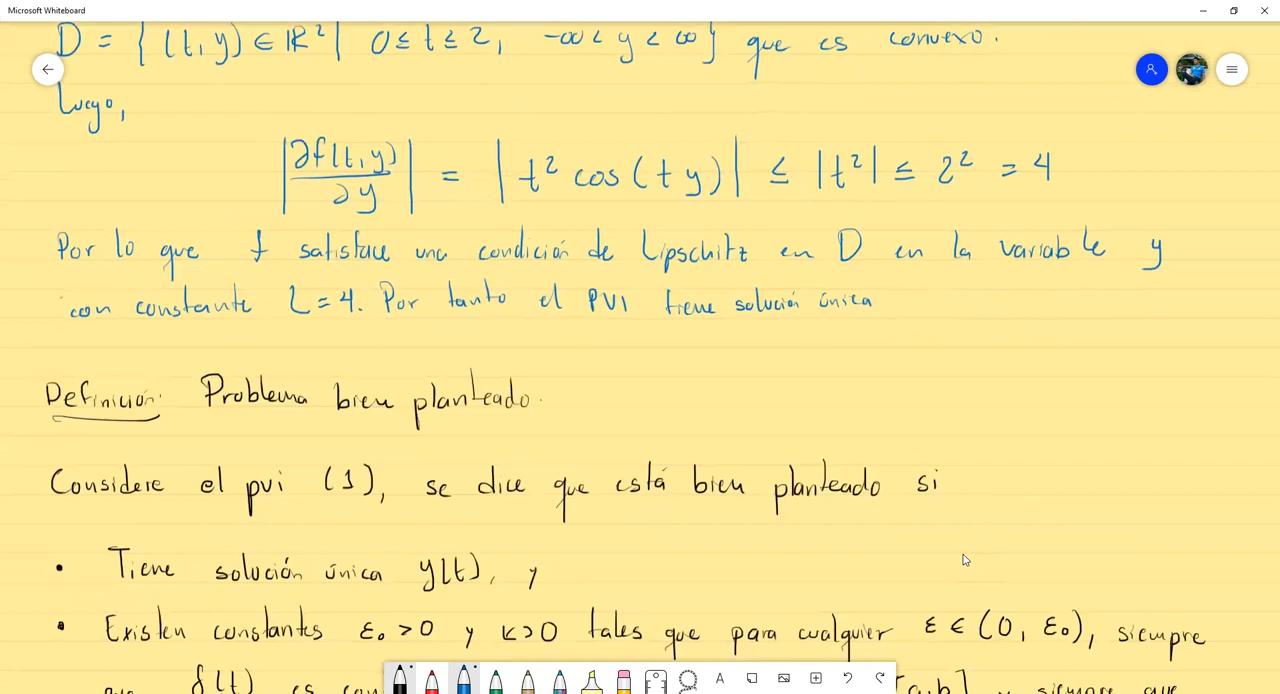 Microsoft Whiteboard
D = { (t, y) ∈ ℝ² | 0 ≤ t ≤ 2, -∞ < y < ∞ } que es convexo.
Luego,
|∂f(t, y)/∂y| = |t² cos(t y)| ≤ |t²| ≤ 2² = 4
Por lo que f satisface una condición de Lipschitz en D en la variable y
con constante L = 4. Por tanto el PVI tiene solución única
Definición: Problema bien planteado.
Considere el pvi (1), se dice que está bien planteado si
• Tiene solución única y(t), y
• Existen constantes ε₀ > 0 y k > 0 tales que para cualquier ε ∈ (0, ε₀), siempre
que δ(t) es
A